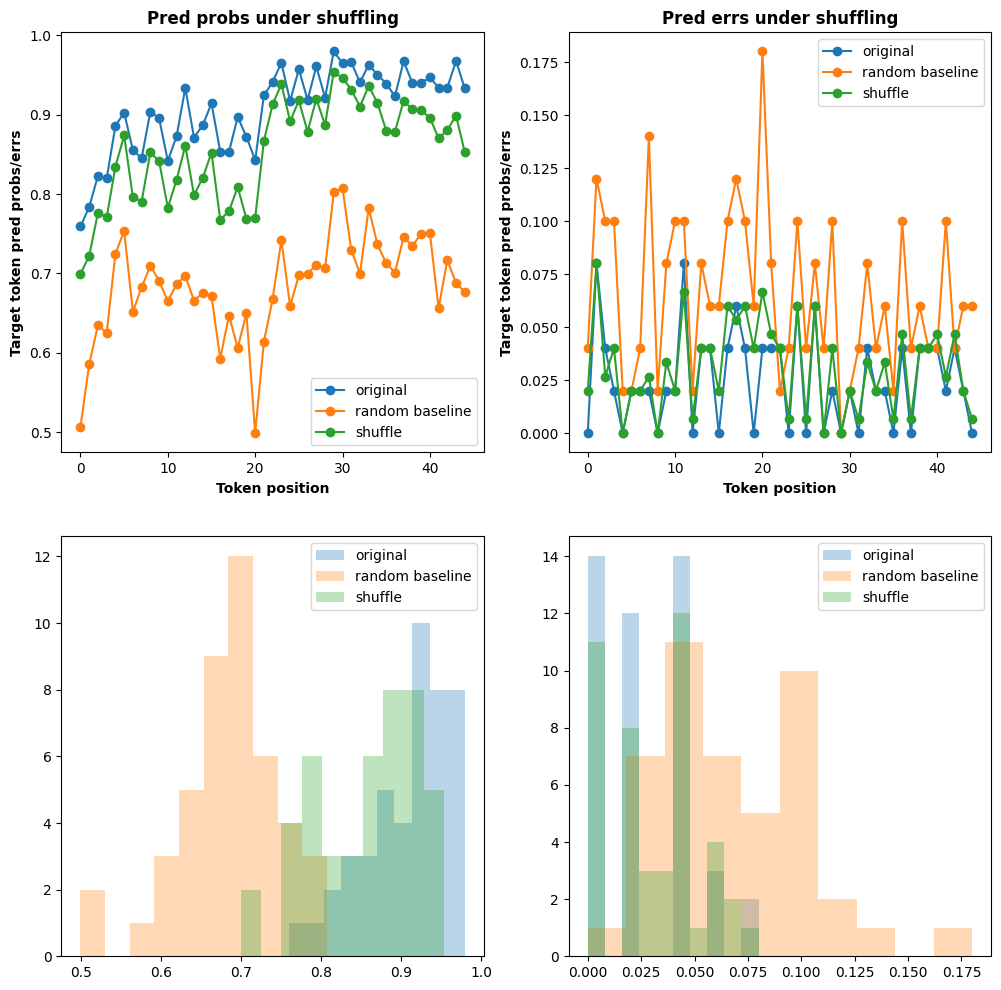 Pred probs under shuffling
Target token pred probs/errs
1.0
0.9
0.8
0.7
0.6
0.5
0 10 20 30 40
Token position
original
random baseline
shuffle
Pred errs under shuffling
Target token pred probs/errs
0.175
0.150
0.125
0.100
0.075
0.050
0.025
0.000
0 10 20 30 40
Token position
original
random baseline
shuffle
12
10
8
6
4
2
0
0.5 0.6 0.7 0.8 0.9 1.0
original
random baseline
shuffle
14
12
10
8
6
4
2
0
0.000 0.025 0.050 0.075 0.100 0.125 0.150 0.175
original
random baseline
shuffle